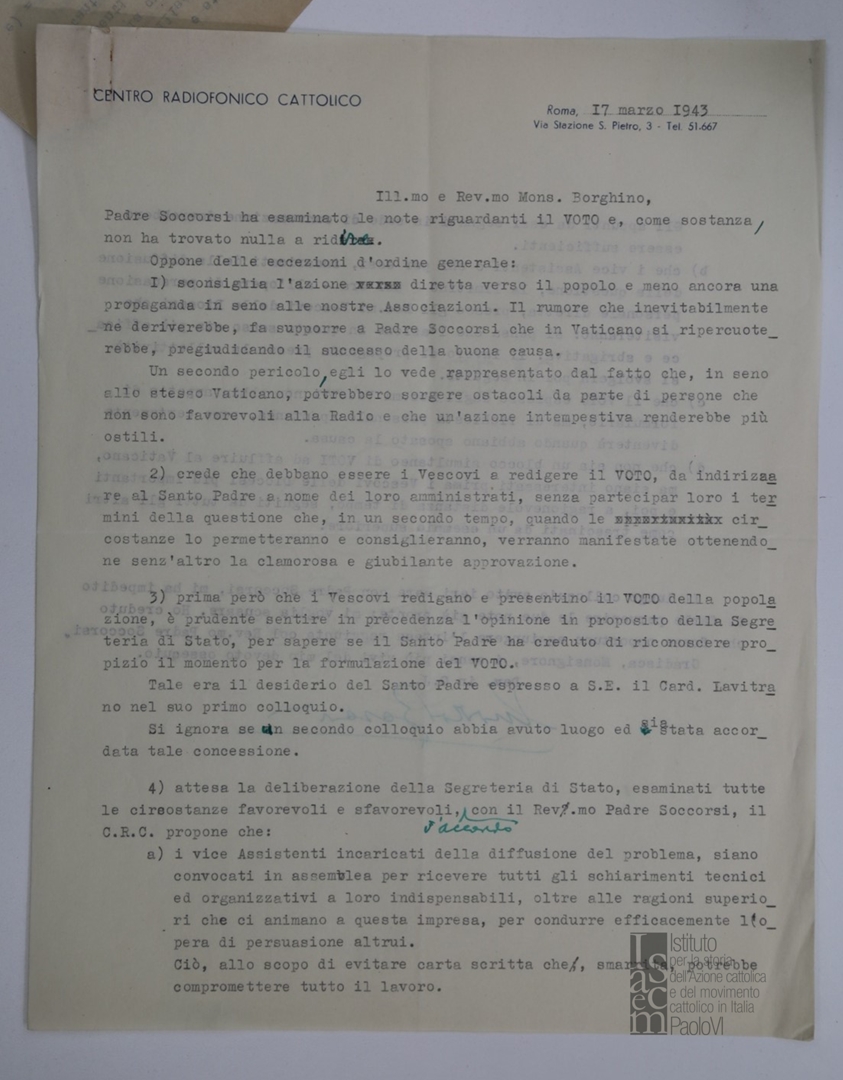 CENTRO RADIOFONICO CATTOLICO
Roma, 17 marzo 1943
Via Stazione S. Pietro, 3 - Tel. 51.667
Ill.mo e Rev.mo Mons. Borghino,
Padre Soccorsi ha esaminato le note riguardanti il VOTO e, come sostanza,
non ha trovato nulla a ridire.
Oppone delle eccezioni d'ordine generale:
I) sconsiglia l'azione xxxxx diretta verso il popolo e meno ancora una
propaganda in seno alle nostre Associazioni. Il rumore che inevitabilmente
ne deriverebbe, fa supporre a Padre Soccorsi che in Vaticano si ripercuote_
rebbe, pregiudicando il successo della buona causa.
Un secondo pericolo, egli lo vede rappresentato dal fatto che, in seno
allo stesso Vaticano, potrebbero sorgere ostacoli da parte di persone che
non sono favorevoli alla Radio e che un'azione intempestiva renderebbe più
ostili.
2) crede che debbano essere i Vescovi a redigere il VOTO, da indirizza
re al Santo Padre a nome dei loro amministrati, senza partecipar loro i ter
mini della questione che, in un secondo tempo, quando le cir_
costanze lo permetteranno e consiglieranno, verranno manifestate ottenendo_
ne senz'altro la clamorosa e giubilante approvazione.
3) prima però che i Vescovi redigano e presentino il VOTO della popola
zione, è prudente sentire in precedenza l'opinione in proposito della Segre
teria di Stato, per sapere se il Santo Padre ha creduto di riconoscere pro_
pizio il momento per la formulazione del VOTO.
Tale era il desiderio del Santo Padre espresso a S.E. il Card. Lavitra
no nel suo primo colloquio.
Si ignora se un secondo colloquio abbia avuto luogo ed sia stata accor_
data tale concessione.
4) attesa la deliberazione della Segreteria di Stato, esaminati tutte
le cirsostanze favorevoli e sfavorevoli, d'accordo con il Rev.mo Padre Soccorsi, il
C.R.C. propone che:
a) i vice Assistenti incaricati della diffusione del problema, siano
convocati in assemblea per ricevere tutti gli schiarimenti tecnici
ed organizzativi a loro indispensabili, oltre alle ragioni superio_
ri che ci animano a questa impresa, per condurre efficacemente l'o_
pera di persuasione altrui.
Ciò, allo scopo di evitare carta scritta che, smarrita, potrebbe
compromettere tutto il lavoro.
Isacem
Istituto
per la storia
dell'Azione cattolica
e del movimento
cattolico in Italia
PaoloVI